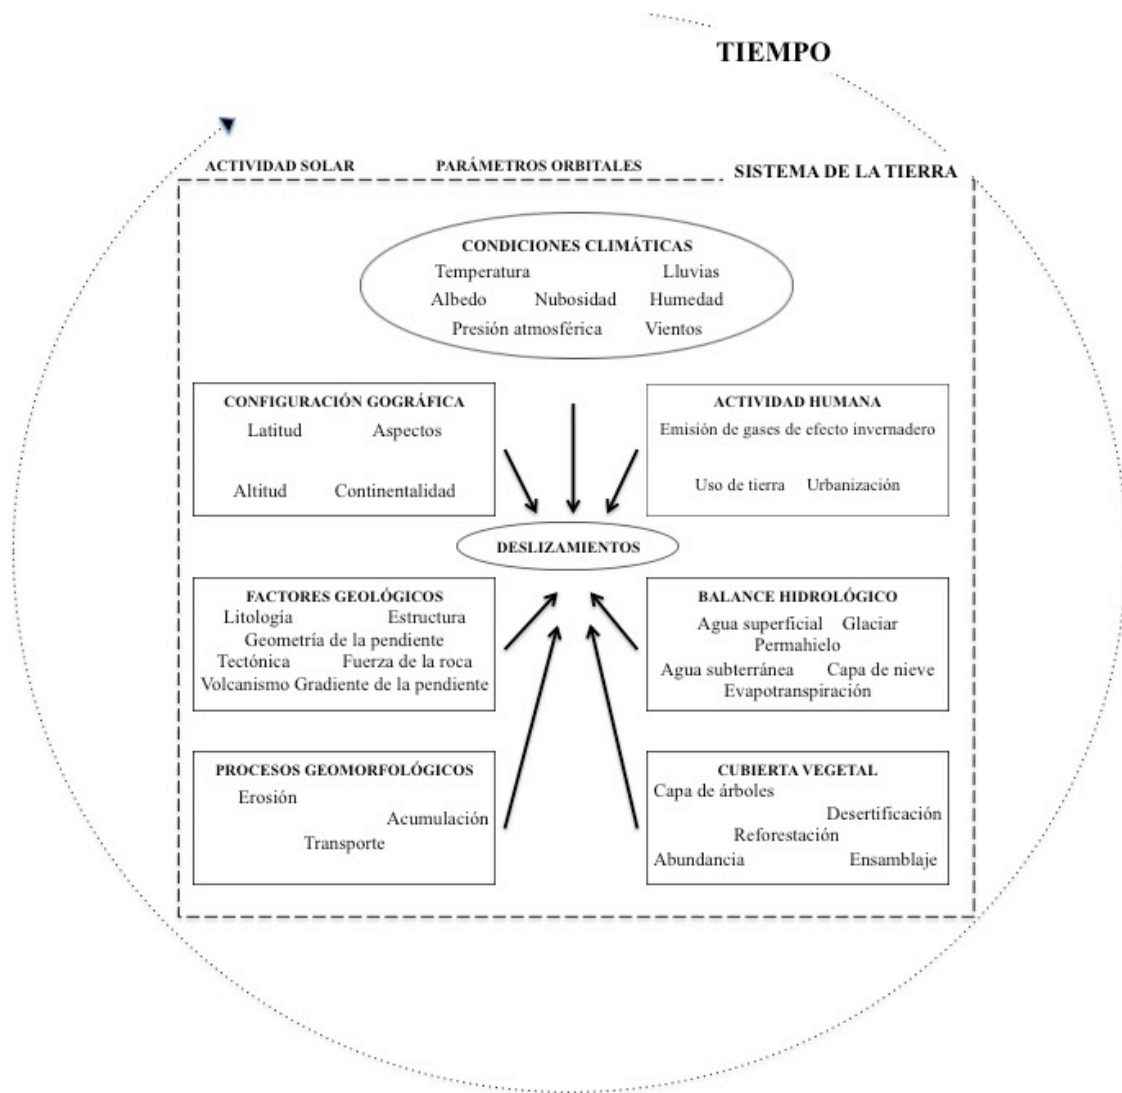 TIEMPO
ACTIVIDAD SOLAR
PARÁMETROS ORBITALES
SISTEMA DE LA TIERRA
CONDICIONES CLIMÁTICAS
Temperatura Lluvias
Albedo Nubosidad Humedad
Presión atmosférica Vientos
CONFIGURACIÓN GOGRÁFICA
Latitud Aspectos
Altitud Continentalidad
ACTIVIDAD HUMANA
Emisión de gases de efecto invernadero
Uso de tierra Urbanización
DESLIZAMIENTOS
FACTORES GEOLÓGICOS
Litología Estructura
Geometría de la pendiente
Tectónica Fuerza de la roca
Volcanismo Gradiente de la pendiente
BALANCE HIDROLÓGICO
Agua superficial Glaciar
Permahielo
Agua subterránea Capa de nieve
Evapotranspiración
PROCESOS GEOMORFOLÓGICOS
Erosión
Acumulación
Transporte
CUBIERTA VEGETAL
Capa de árboles
Desertificación
Reforestación
Abundancia Ensamblaje